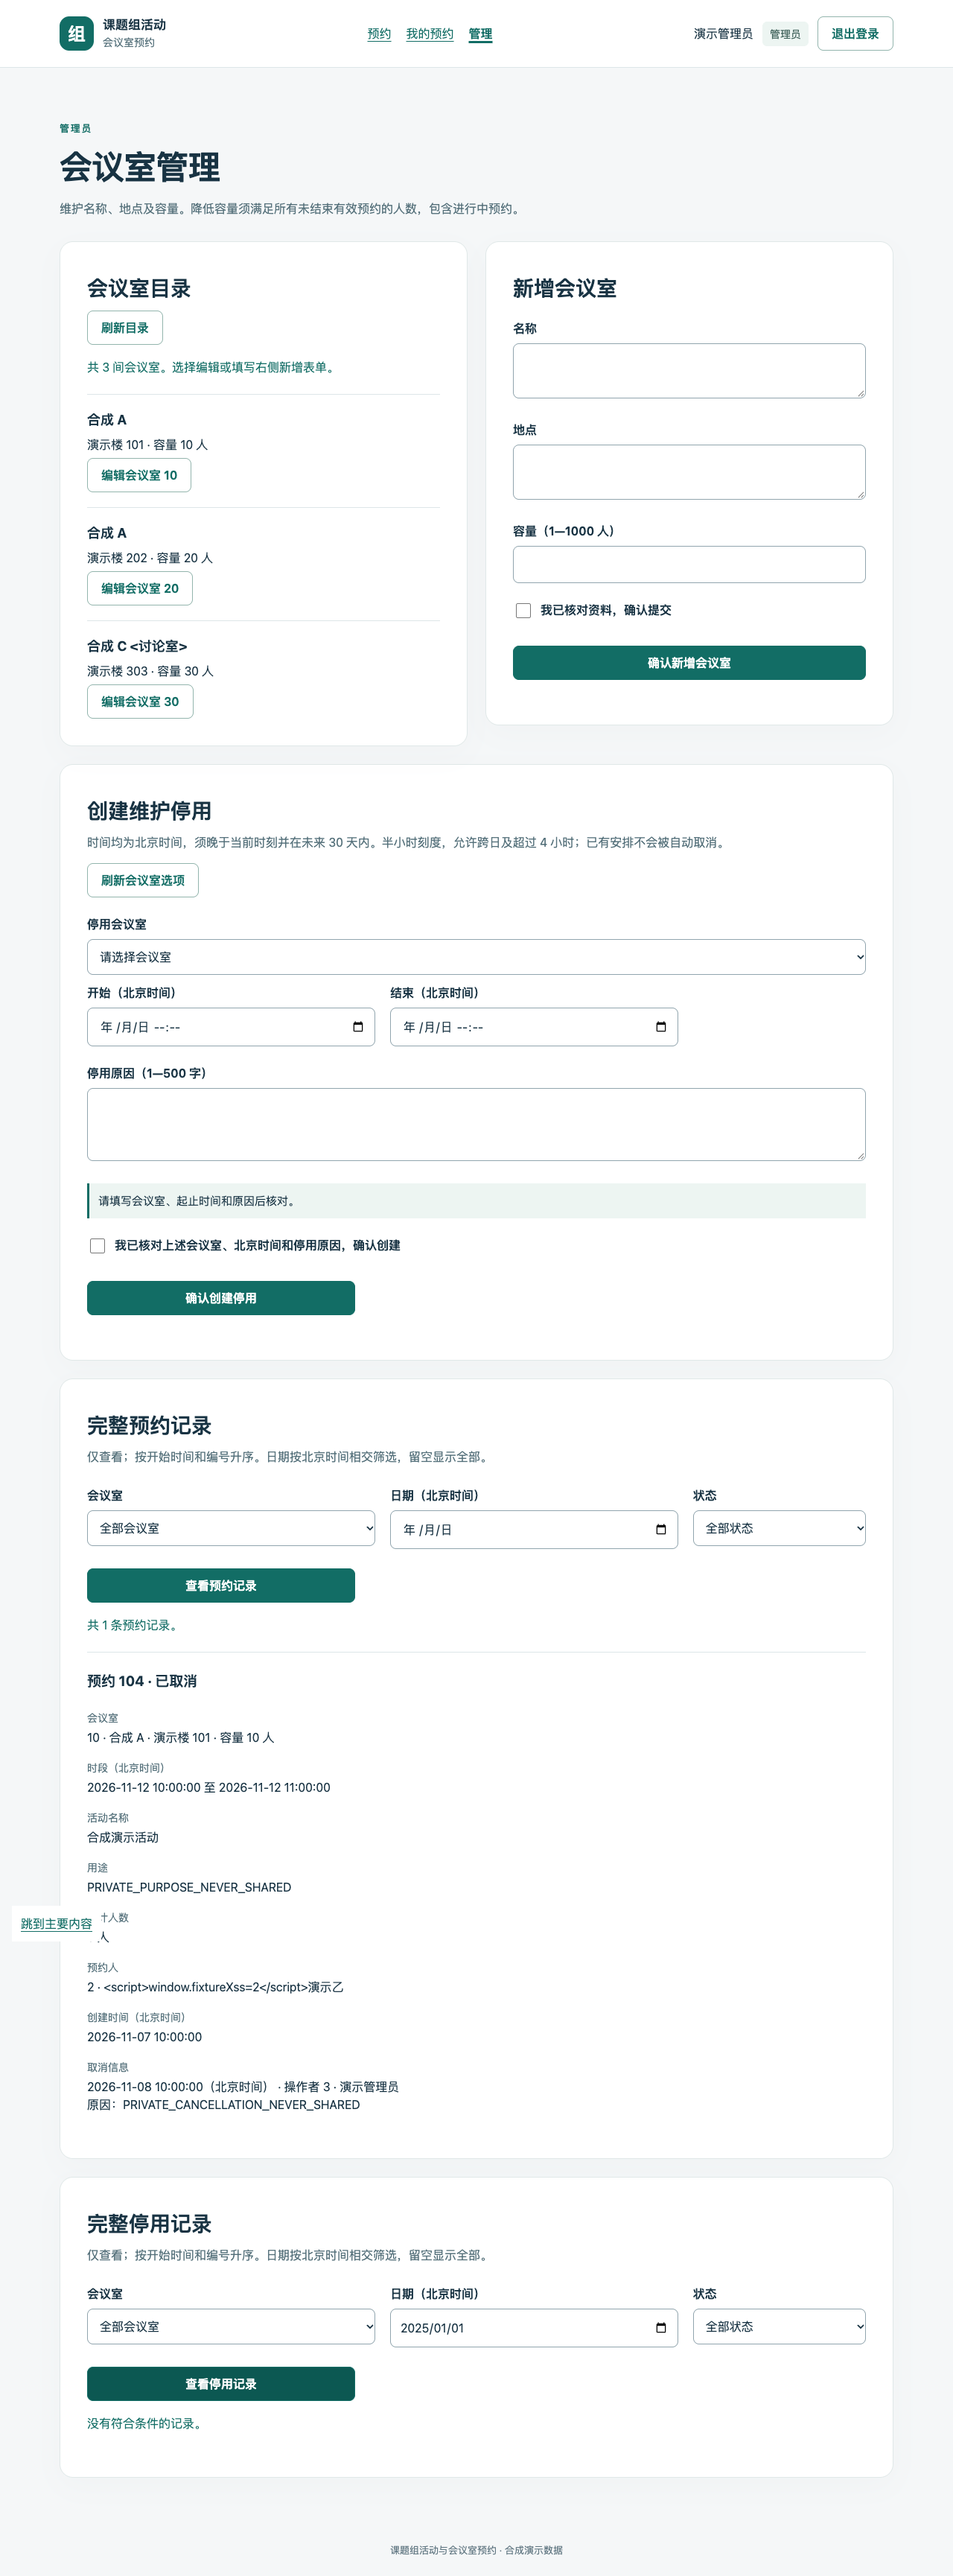 组
课题组活动
会议室预约
预约 我的预约 管理
演示管理员 管理员 退出登录
管理员
会议室管理
维护名称、地点及容量。降低容量须满足所有未结束有效预约的人数，包含进行中预约。
会议室目录
刷新目录
共 3 间会议室。选择编辑或填写右侧新增表单。
合成 A
演示楼 101 · 容量 10 人
编辑会议室 10
合成 A
演示楼 202 · 容量 20 人
编辑会议室 20
合成 C <讨论室>
演示楼 303 · 容量 30 人
编辑会议室 30
新增会议室
名称
地点
容量（1—1000 人）
我已核对资料，确认提交
确认新增会议室
创建维护停用
时间均为北京时间，须晚于当前时刻并在未来 30 天内。半小时刻度，允许跨日及超过 4 小时；已有安排不会被自动取消。
刷新会议室选项
停用会议室
请选择会议室
开始（北京时间） 结束（北京时间）
年 /月/日 --:-- 年 /月/日 --:--
停用原因（1—500 字）
请填写会议室、起止时间和原因后核对。
我已核对上述会议室、北京时间和停用原因，确认创建
确认创建停用
完整预约记录
仅查看；按开始时间和编号升序。日期按北京时间相交筛选，留空显示全部。
会议室 日期（北京时间） 状态
全部会议室 年 /月/日 全部状态
查看预约记录
共 1 条预约记录。
预约 104 · 已取消
会议室
10 · 合成 A · 演示楼 101 · 容量 10 人
时段（北京时间）
2026-11-12 10:00:00 至 2026-11-12 11:00:00
活动名称
合成演示活动
用途
PRIVATE_PURPOSE_NEVER_SHARED
人数
跳到主要内容
人
预约人
2 · <script>window.fixtureXss=2</script>演示乙
创建时间（北京时间）
2026-11-07 10:00:00
取消信息
2026-11-08 10:00:00（北京时间） · 操作者 3 · 演示管理员
原因：PRIVATE_CANCELLATION_NEVER_SHARED
完整停用记录
仅查看；按开始时间和编号升序。日期按北京时间相交筛选，留空显示全部。
会议室 日期（北京时间） 状态
全部会议室 2025/01/01 全部状态
查看停用记录
没有符合条件的记录。
课题组活动与会议室预约 · 合成演示数据